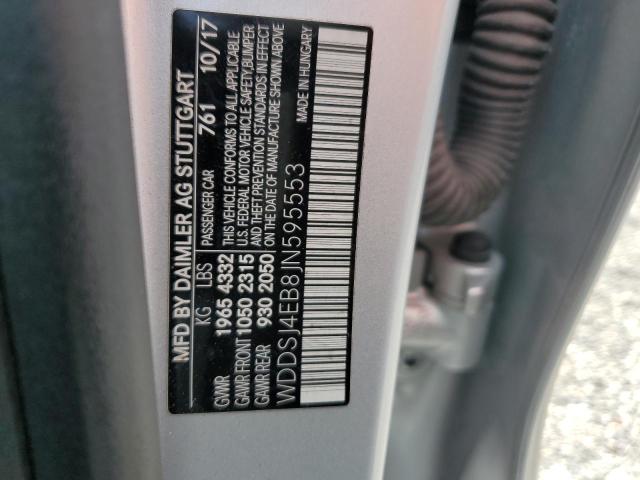 MFD BY DAIMLER AG STUTTGART
KG LBS PASSENGER CAR 761 10/17
GVWR 1965 4332 THIS VEHICLE CONFORMS TO ALL APPLICABLE
GAWR FRONT 1050 2315 U.S. FEDERAL MOTOR VEHICLE SAFETY, BUMPER
GAWR REAR 930 2050 AND THEFT PREVENTION STANDARDS IN EFFECT
ON DATE OF MANUFACTURE SHOWN ABOVE
WDDSJ4EB8JN595553
MADE IN HUNGARY